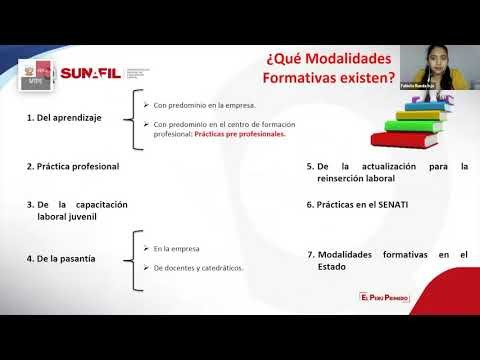 SUNAFIL
MTPE
¿Qué Modalidades
Formativas existen?
1. Del aprendizaje
➢ Con predominio en la empresa.
➢ Con predominio en el centro de formación
profesional: Prácticas pre profesionales.
2. Práctica profesional
3. De la capacitación
laboral juvenil
4. De la pasantía
➢ En la empresa
➢ De docentes y catedráticos.
5. De la actualización para la
reinserción laboral
6. Prácticas en el SENATI
7. Modalidades formativas en el
Estado
EL PERÚ PRIMERO